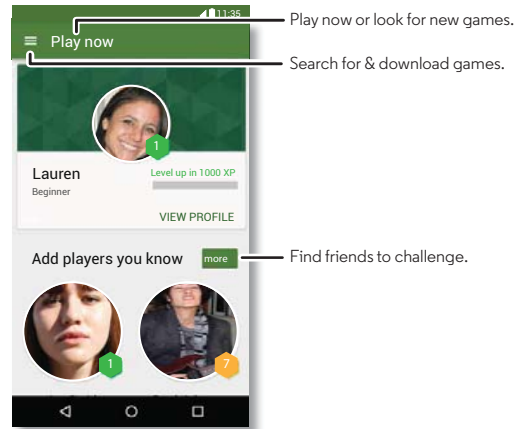 11:35
Play now or look for new games.
Play now
Search for & download games.
1
Lauren
Level up in 1000 XP
Beginner
VIEW PROFILE
Add players you know
more
Find friends to challenge.
1
7